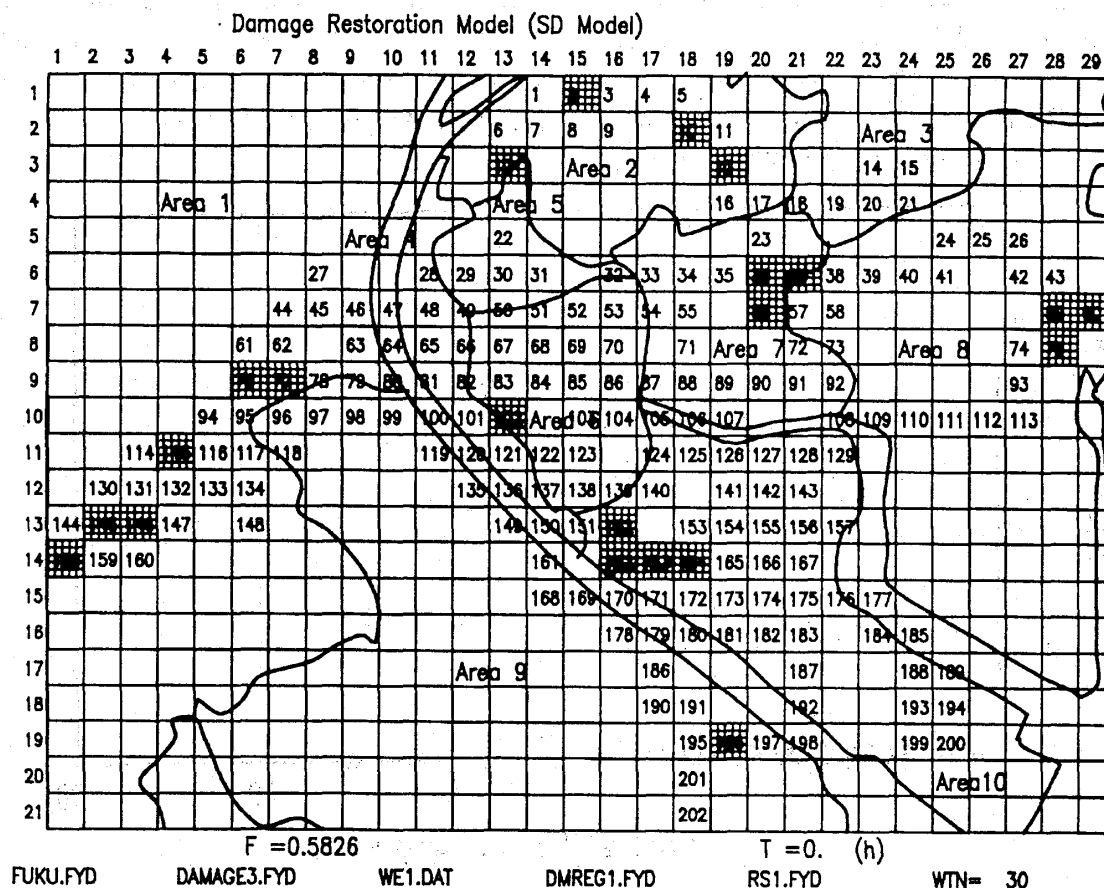 Damage Restoration Model (SD Model)
1 2 3 4 5 6 7 8 9 10 11 12 13 14 15 16 17 18 19 20 21 22 23 24 25 26 27 28 29
1 1 3 4 5
2 6 7 8 9 11 Area 3
3 Area 2 14 15
4 Area 1 Area 5 16 17 18 19 20 21
5 Area 4 22 23 24 25 26
6 27 28 29 30 31 32 33 34 35 38 39 40 41 42 43
7 44 45 46 47 48 49 50 51 52 53 54 55 57 58
8 61 62 63 64 65 66 67 68 69 70 71 Area 7 72 73 Area 8 74
9 78 79 80 81 82 83 84 85 86 87 88 89 90 91 92 93
10 94 95 96 97 98 99 100 101 Area 6 103 104 105 106 107 108 109 110 111 112 113
11 114 116 117 118 119 120 121 122 123 124 125 126 127 128 129
12 130 131 132 133 134 135 136 137 138 139 140 141 142 143
13 144 147 148 149 150 151 153 154 155 156 157
14 159 160 161 165 166 167
15 168 169 170 171 172 173 174 175 176 177
16 178 179 180 181 182 183 184 185
17 Area 9 186 187 188 189
18 190 191 192 193 194
19 195 197 198 199 200
20 201 Area10
21 202
F =0.5826 T =0. (h)
FUKU.FYD DAMAGE3.FYD WE1.DAT DMREG1.FYD RS1.FYD WTN= 30